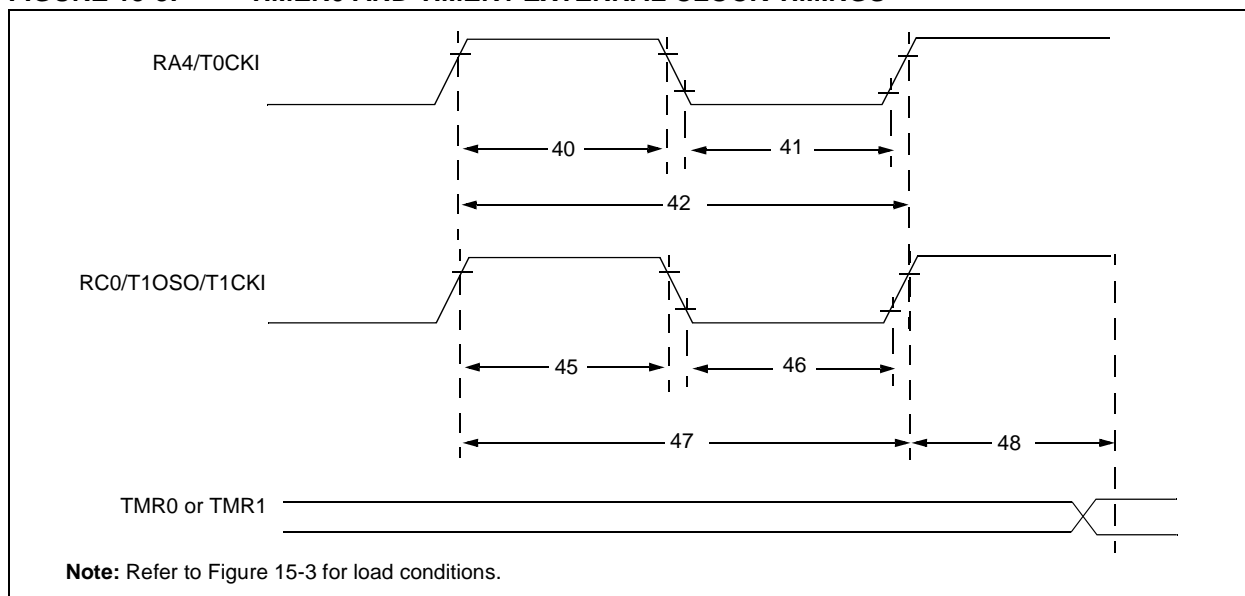 RA4/T0CKI
40
41
42
RC0/T1OSO/T1CKI
45
46
47
48
TMR0 or TMR1
Note: Refer to Figure 15-3 for load conditions.